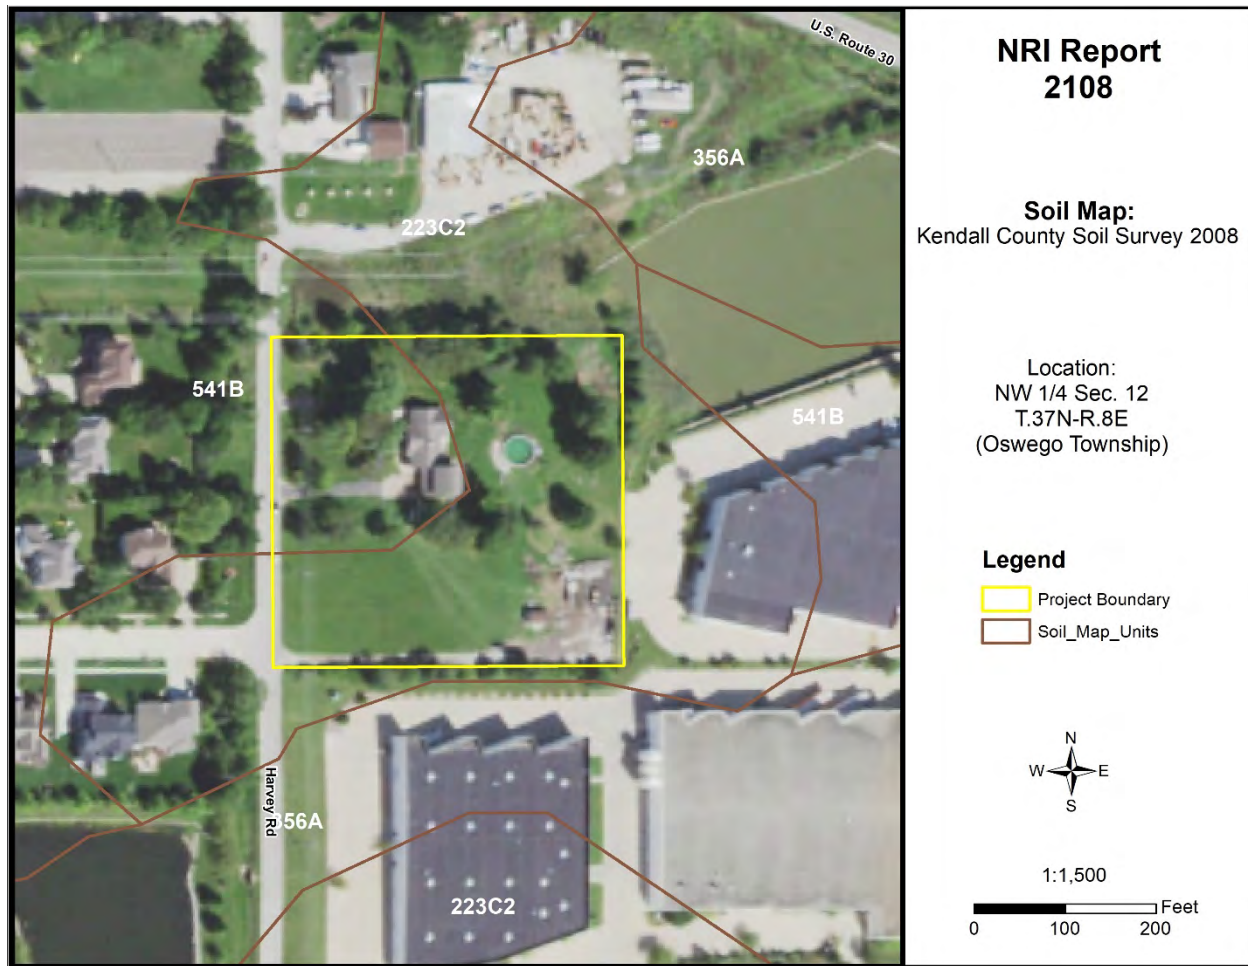 U.S. Route 30
356A
223C2
541B
541B
Harvey Rd
356A
223C2
NRI Report
2108
Soil Map:
Kendall County Soil Survey 2008
Location:
NW 1/4 Sec. 12
T.37N-R.8E
(Oswego Township)
Legend
Project Boundary
Soil_Map_Units
N
W E
S
1:1,500
Feet
0 100 200